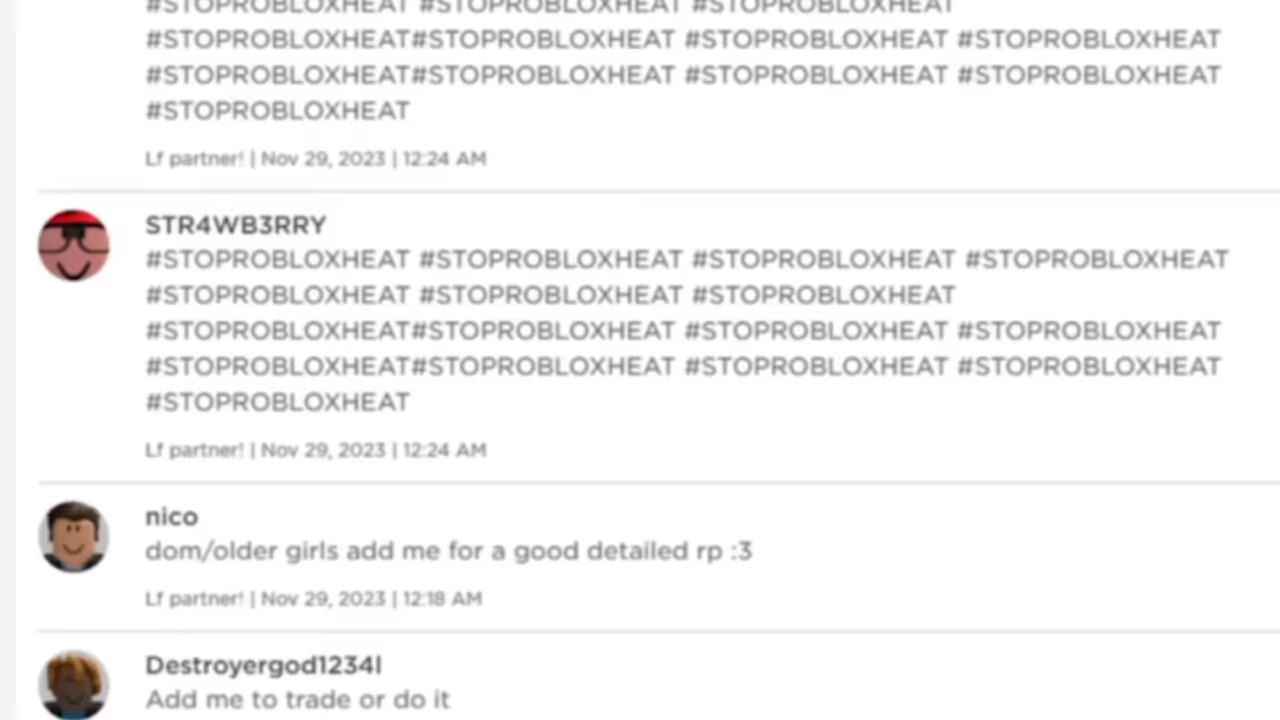 #STOPROBLOXHEAT #STOPROBLOXHEAT #STOPROBLOXHEAT
#STOPROBLOXHEAT#STOPROBLOXHEAT #STOPROBLOXHEAT #STOPROBLOXHEAT
#STOPROBLOXHEAT#STOPROBLOXHEAT #STOPROBLOXHEAT #STOPROBLOXHEAT
#STOPROBLOXHEAT
Lf partner! | Nov 29, 2023 | 12:24 AM
STR4WB3RRY
#STOPROBLOXHEAT #STOPROBLOXHEAT #STOPROBLOXHEAT #STOPROBLOXHEAT
#STOPROBLOXHEAT #STOPROBLOXHEAT #STOPROBLOXHEAT
#STOPROBLOXHEAT#STOPROBLOXHEAT #STOPROBLOXHEAT #STOPROBLOXHEAT
#STOPROBLOXHEAT#STOPROBLOXHEAT #STOPROBLOXHEAT #STOPROBLOXHEAT
#STOPROBLOXHEAT
Lf partner! | Nov 29, 2023 | 12:24 AM
nico
dom/older girls add me for a good detailed rp :3
Lf partner! | Nov 29, 2023 | 12:18 AM
Destroyergod1234l
Add me to trade or do it